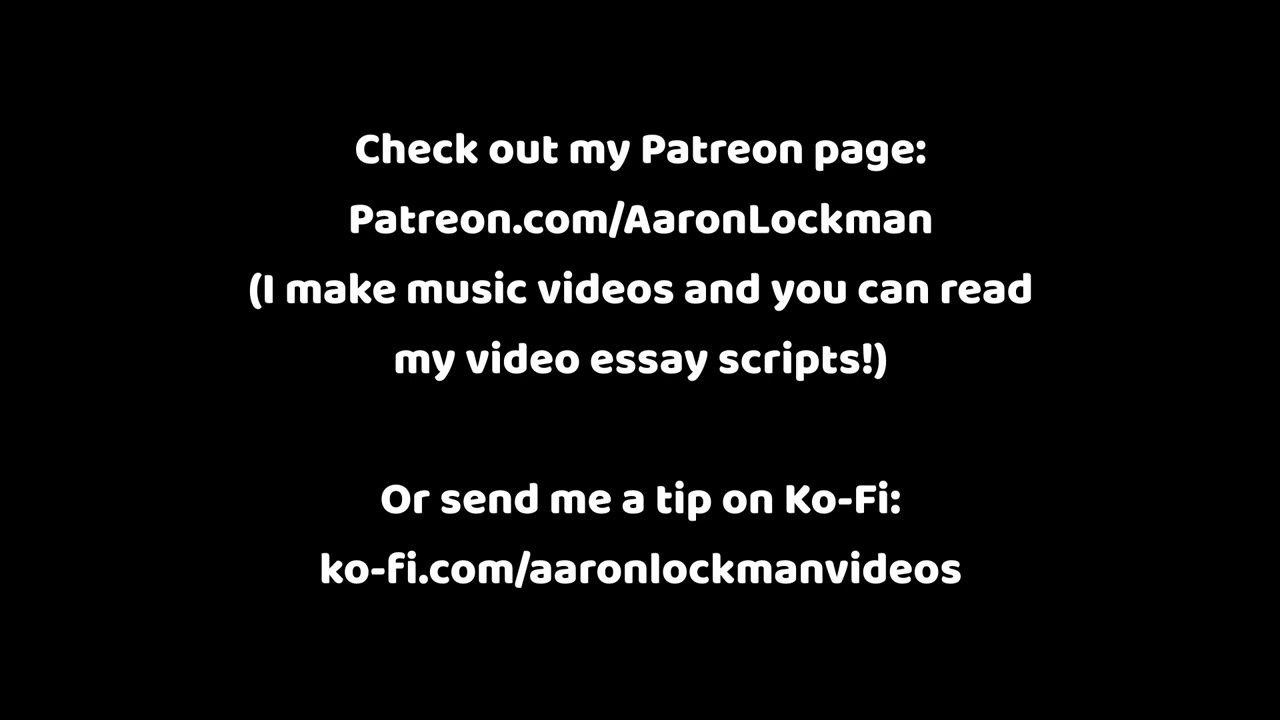 Check out my Patreon page:
Patreon.com/AaronLockman
(I make music videos and you can read
my video essay scripts!)
Or send me a tip on Ko-Fi:
ko-fi.com/aaronlockmanvideos